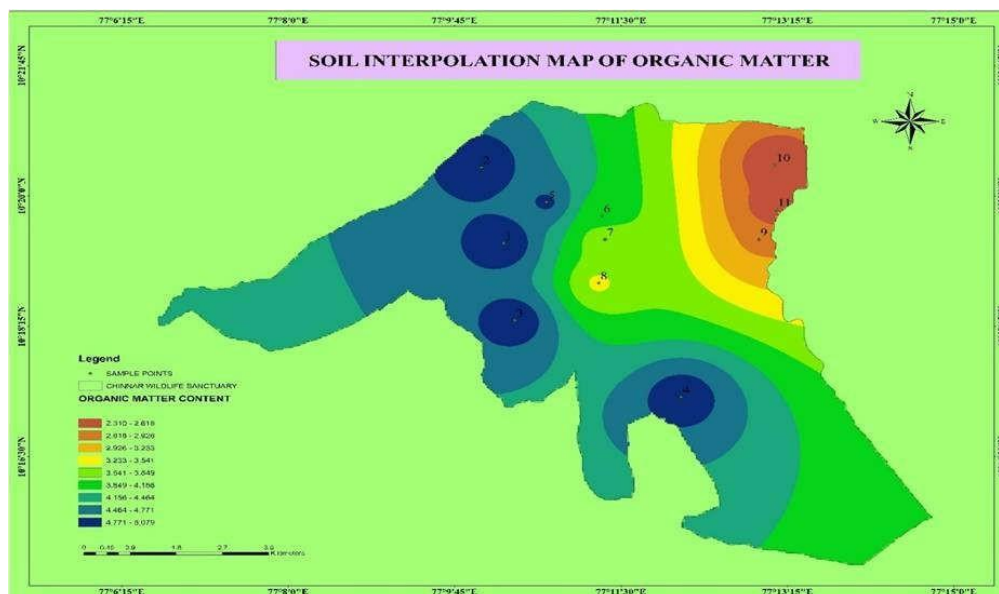 77°6'15"E 77°8'0"E 77°9'45"E 77°11'30"E 77°13'15"E 77°15'0"E
SOIL INTERPOLATION MAP OF ORGANIC MATTER
10°21'45"N
N
W E
S
10°20'0"N
10°18'15"N
10°16'30"N
2
10
5
11
6
7
9
8
3
4
Legend
SAMPLE POINTS
CHINNAR WILDLIFE SANCTUARY
ORGANIC MATTER CONTENT
2.310 - 2.618
2.618 - 2.926
2.926 - 3.233
3.233 - 3.541
3.541 - 3.849
3.849 - 4.156
4.156 - 4.464
4.464 - 4.771
4.771 - 5.079
0 0.45 0.9 1.8 2.7 3.6
Kilometers
77°6'15"E 77°8'0"E 77°9'45"E 77°11'30"E 77°13'15"E 77°15'0"E